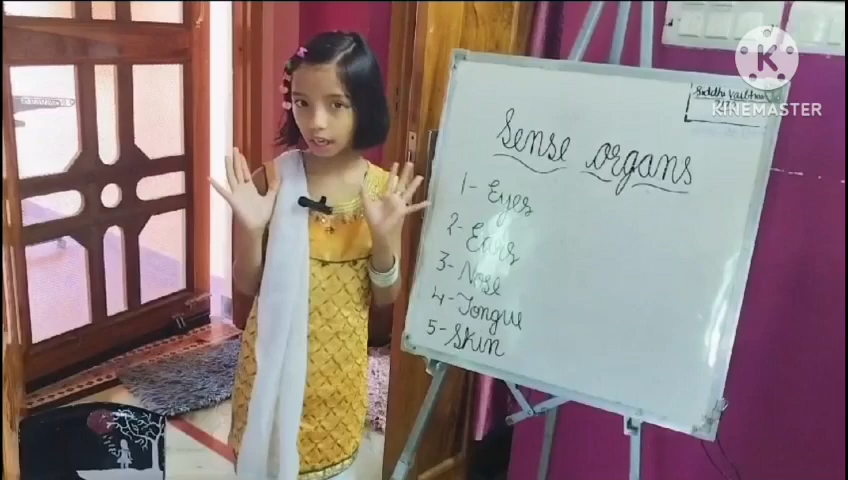 Sense organs
1- Eyes
2- Ears
3- Nose
4- Tongue
5- Skin
KINEMASTER